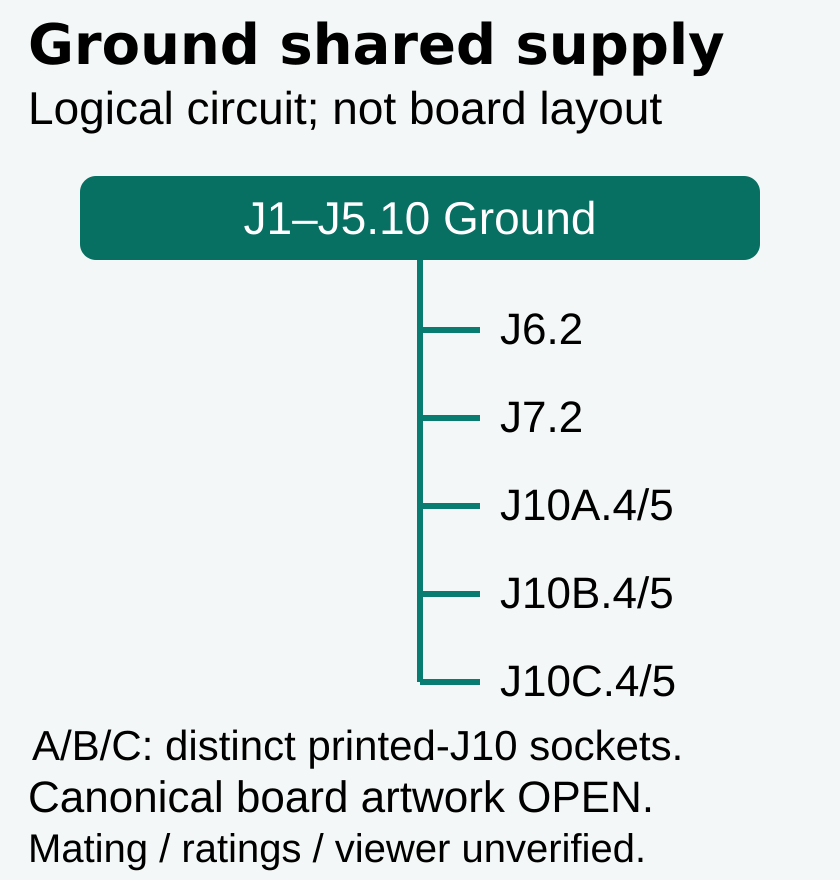 Ground shared supply
Logical circuit; not board layout
J1–J5.10 Ground
J6.2
J7.2
J10A.4/5
J10B.4/5
J10C.4/5
A/B/C: distinct printed-J10 sockets.
Canonical board artwork OPEN.
Mating / ratings / viewer unverified.